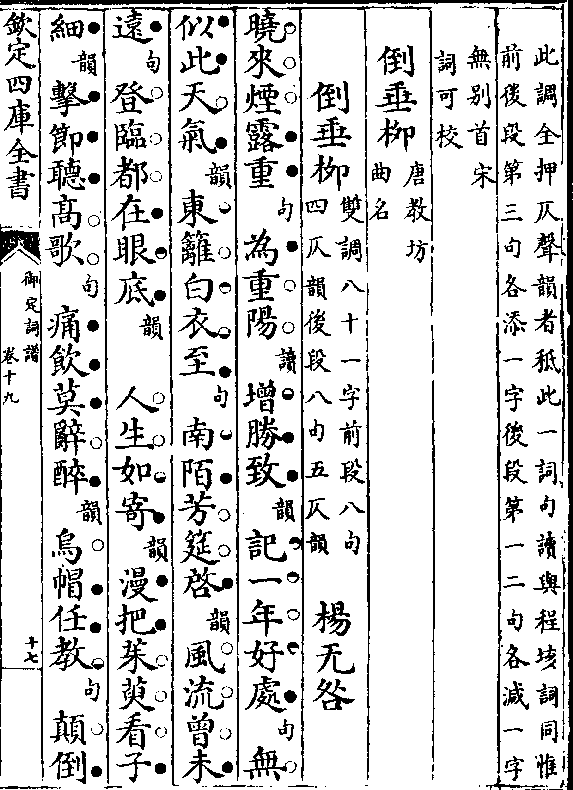 此調全押仄聲韻者秪此一詞句讀與程垓詞同惟
前後段第三句各添一字後段第一二句各減一字
無别首宋
詞可校
倒垂栁 唐教坊
曲名
倒垂栁 雙調八十一字前段八句
四仄韻後段八句五仄韻 楊无咎
曉來煙露重句為重陽讀增勝致韻記一年好處句無
似此天氣韻東籬白衣至句南陌芳筵啓韻風流曾未
遠句登臨都在眼底韻 人生如寄韻漫把茱萸看子
細韻擊節聽髙歌句痛飲莫辭醉韻烏帽任教句顛倒
欽定四庫全書
御定詞譜
卷十九
十七